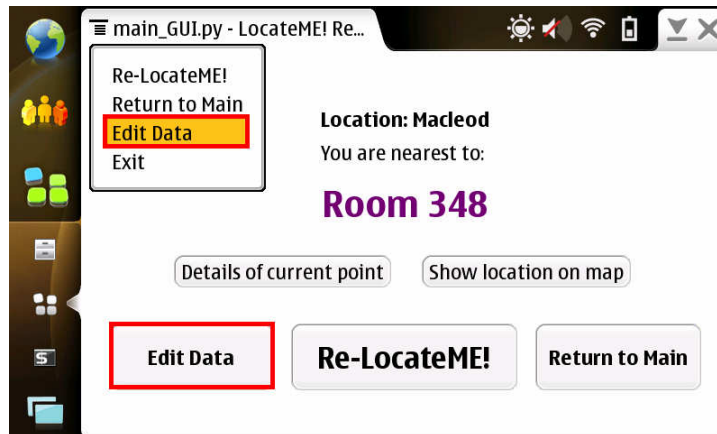 main_GUI.py - LocateME! Re...
Re-LocateME!
Return to Main
Edit Data
Exit
Location: Macleod
You are nearest to:
Room 348
Details of current point
Show location on map
Edit Data
Re-LocateME!
Return to Main